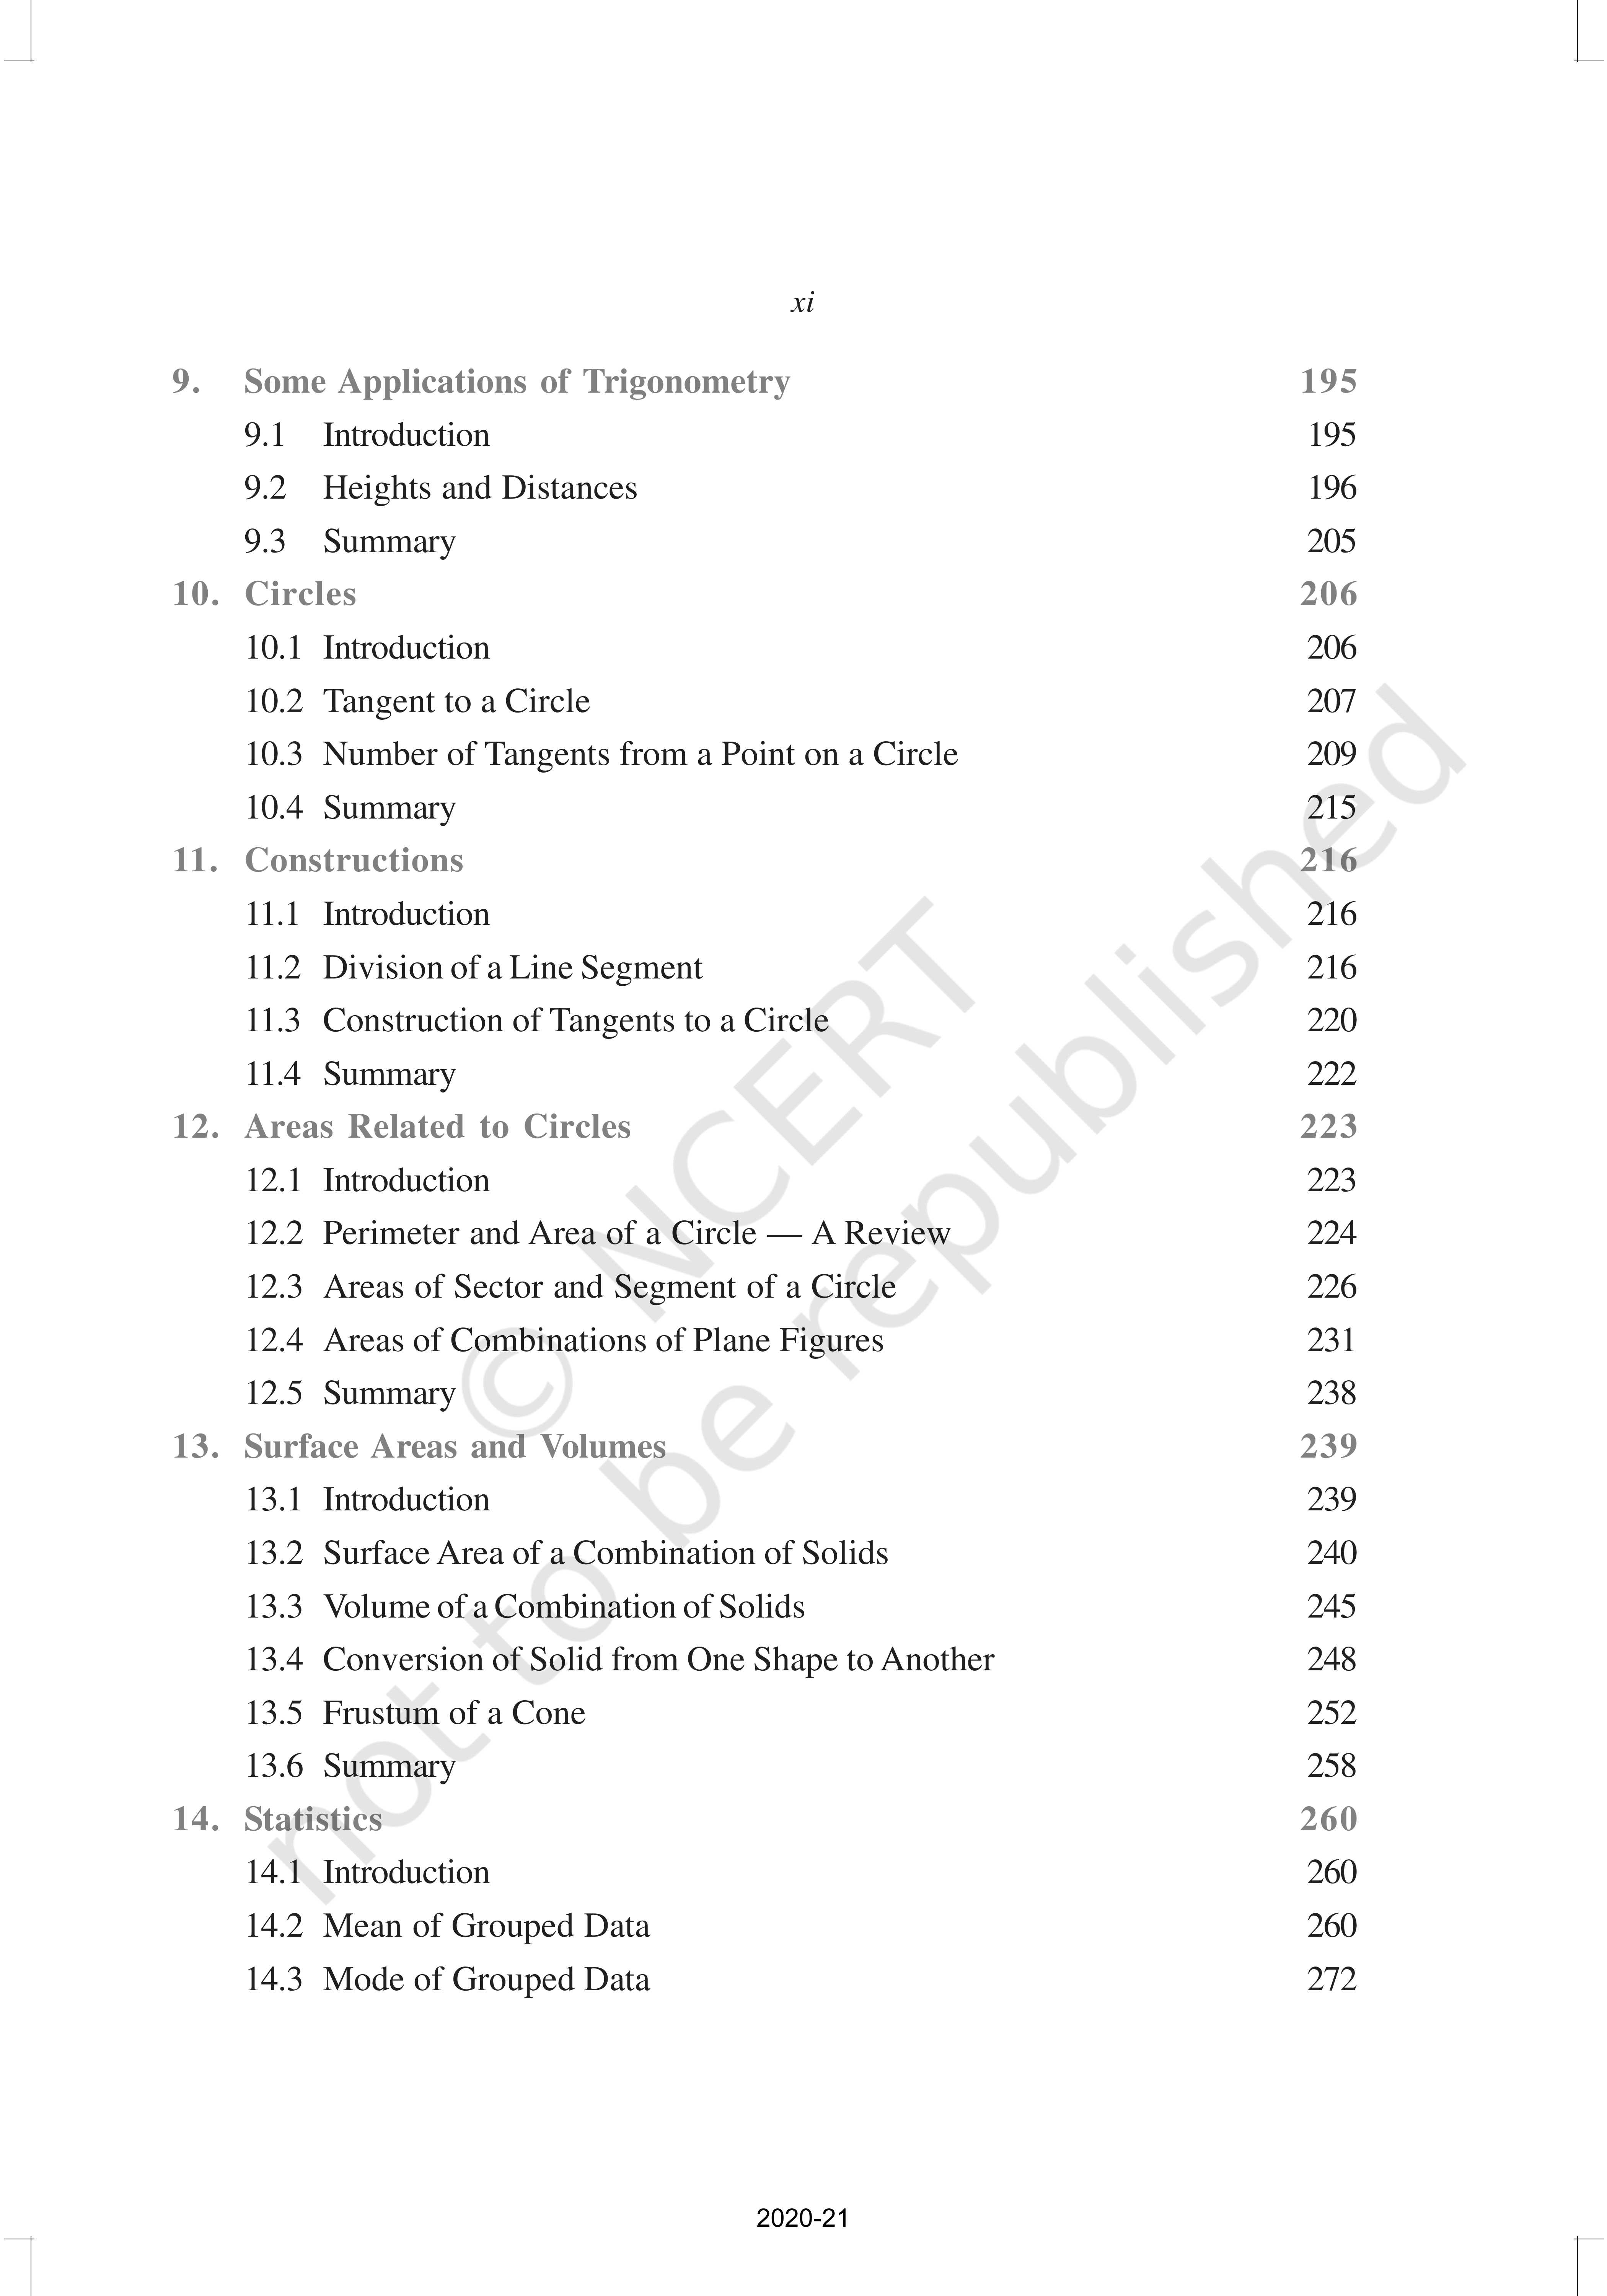 xi
9. Some Applications of Trigonometry 195
9.1 Introduction 195
9.2 Heights and Distances 196
9.3 Summary 205
10. Circles 206
10.1 Introduction 206
10.2 Tangent to a Circle 207
10.3 Number of Tangents from a Point on a Circle 209
10.4 Summary 215
11. Constructions 216
11.1 Introduction 216
11.2 Division of a Line Segment 216
11.3 Construction of Tangents to a Circle 220
11.4 Summary 222
12. Areas Related to Circles 223
12.1 Introduction 223
12.2 Perimeter and Area of a Circle — A Review 224
12.3 Areas of Sector and Segment of a Circle 226
12.4 Areas of Combinations of Plane Figures 231
12.5 Summary 238
13. Surface Areas and Volumes 239
13.1 Introduction 239
13.2 Surface Area of a Combination of Solids 240
13.3 Volume of a Combination of Solids 245
13.4 Conversion of Solid from One Shape to Another 248
13.5 Frustum of a Cone 252
13.6 Summary 258
14. Statistics 260
14.1 Introduction 260
14.2 Mean of Grouped Data 260
14.3 Mode of Grouped Data 272
© NCERT
not to be republished
2020-21